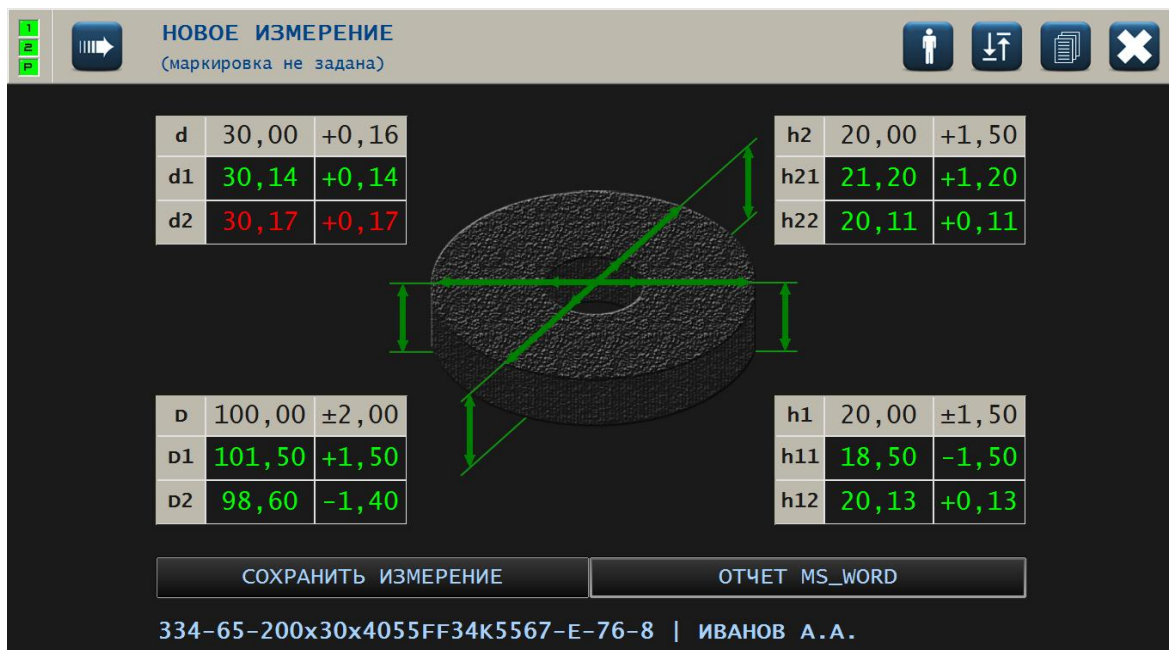 1
2
P
НОВОЕ ИЗМЕРЕНИЕ
(маркировка не задана)
d 30,00 +0,16
d1 30,14 +0,14
d2 30,17 +0,17
h2 20,00 +1,50
h21 21,20 +1,20
h22 20,11 +0,11
D 100,00 ±2,00
D1 101,50 +1,50
D2 98,60 -1,40
h1 20,00 ±1,50
h11 18,50 -1,50
h12 20,13 +0,13
СОХРАНИТЬ ИЗМЕРЕНИЕ
ОТЧЕТ MS_WORD
334-65-200x30x4055FF34K5567-E-76-8 | ИВАНОВ А.А.